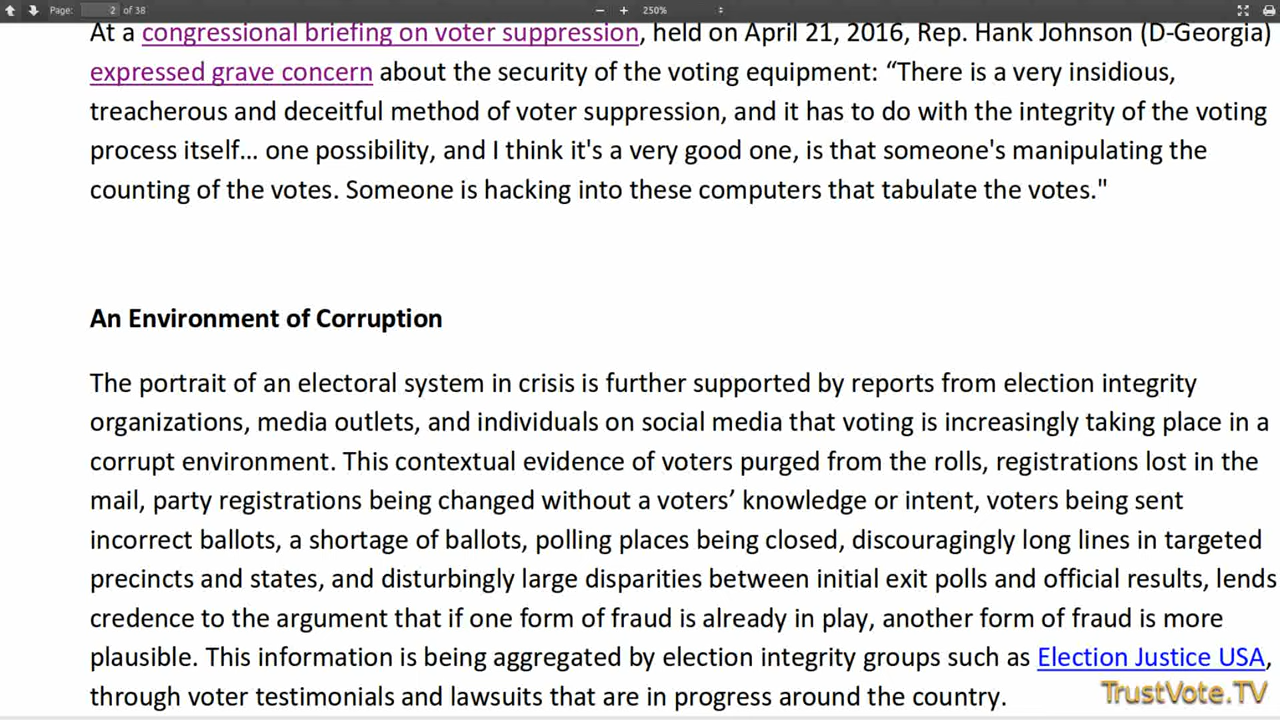 Page: 2 of 38 250%
At a congressional briefing on voter suppression, held on April 21, 2016, Rep. Hank Johnson (D-Georgia)
expressed grave concern about the security of the voting equipment: “There is a very insidious,
treacherous and deceitful method of voter suppression, and it has to do with the integrity of the voting
process itself... one possibility, and I think it's a very good one, is that someone's manipulating the
counting of the votes. Someone is hacking into these computers that tabulate the votes."
An Environment of Corruption
The portrait of an electoral system in crisis is further supported by reports from election integrity
organizations, media outlets, and individuals on social media that voting is increasingly taking place in a
corrupt environment. This contextual evidence of voters purged from the rolls, registrations lost in the
mail, party registrations being changed without a voters’ knowledge or intent, voters being sent
incorrect ballots, a shortage of ballots, polling places being closed, discouragingly long lines in targeted
precincts and states, and disturbingly large disparities between initial exit polls and official results, lends
credence to the argument that if one form of fraud is already in play, another form of fraud is more
plausible. This information is being aggregated by election integrity groups such as Election Justice USA,
through voter testimonials and lawsuits that are in progress around the country.
TrustVote.TV